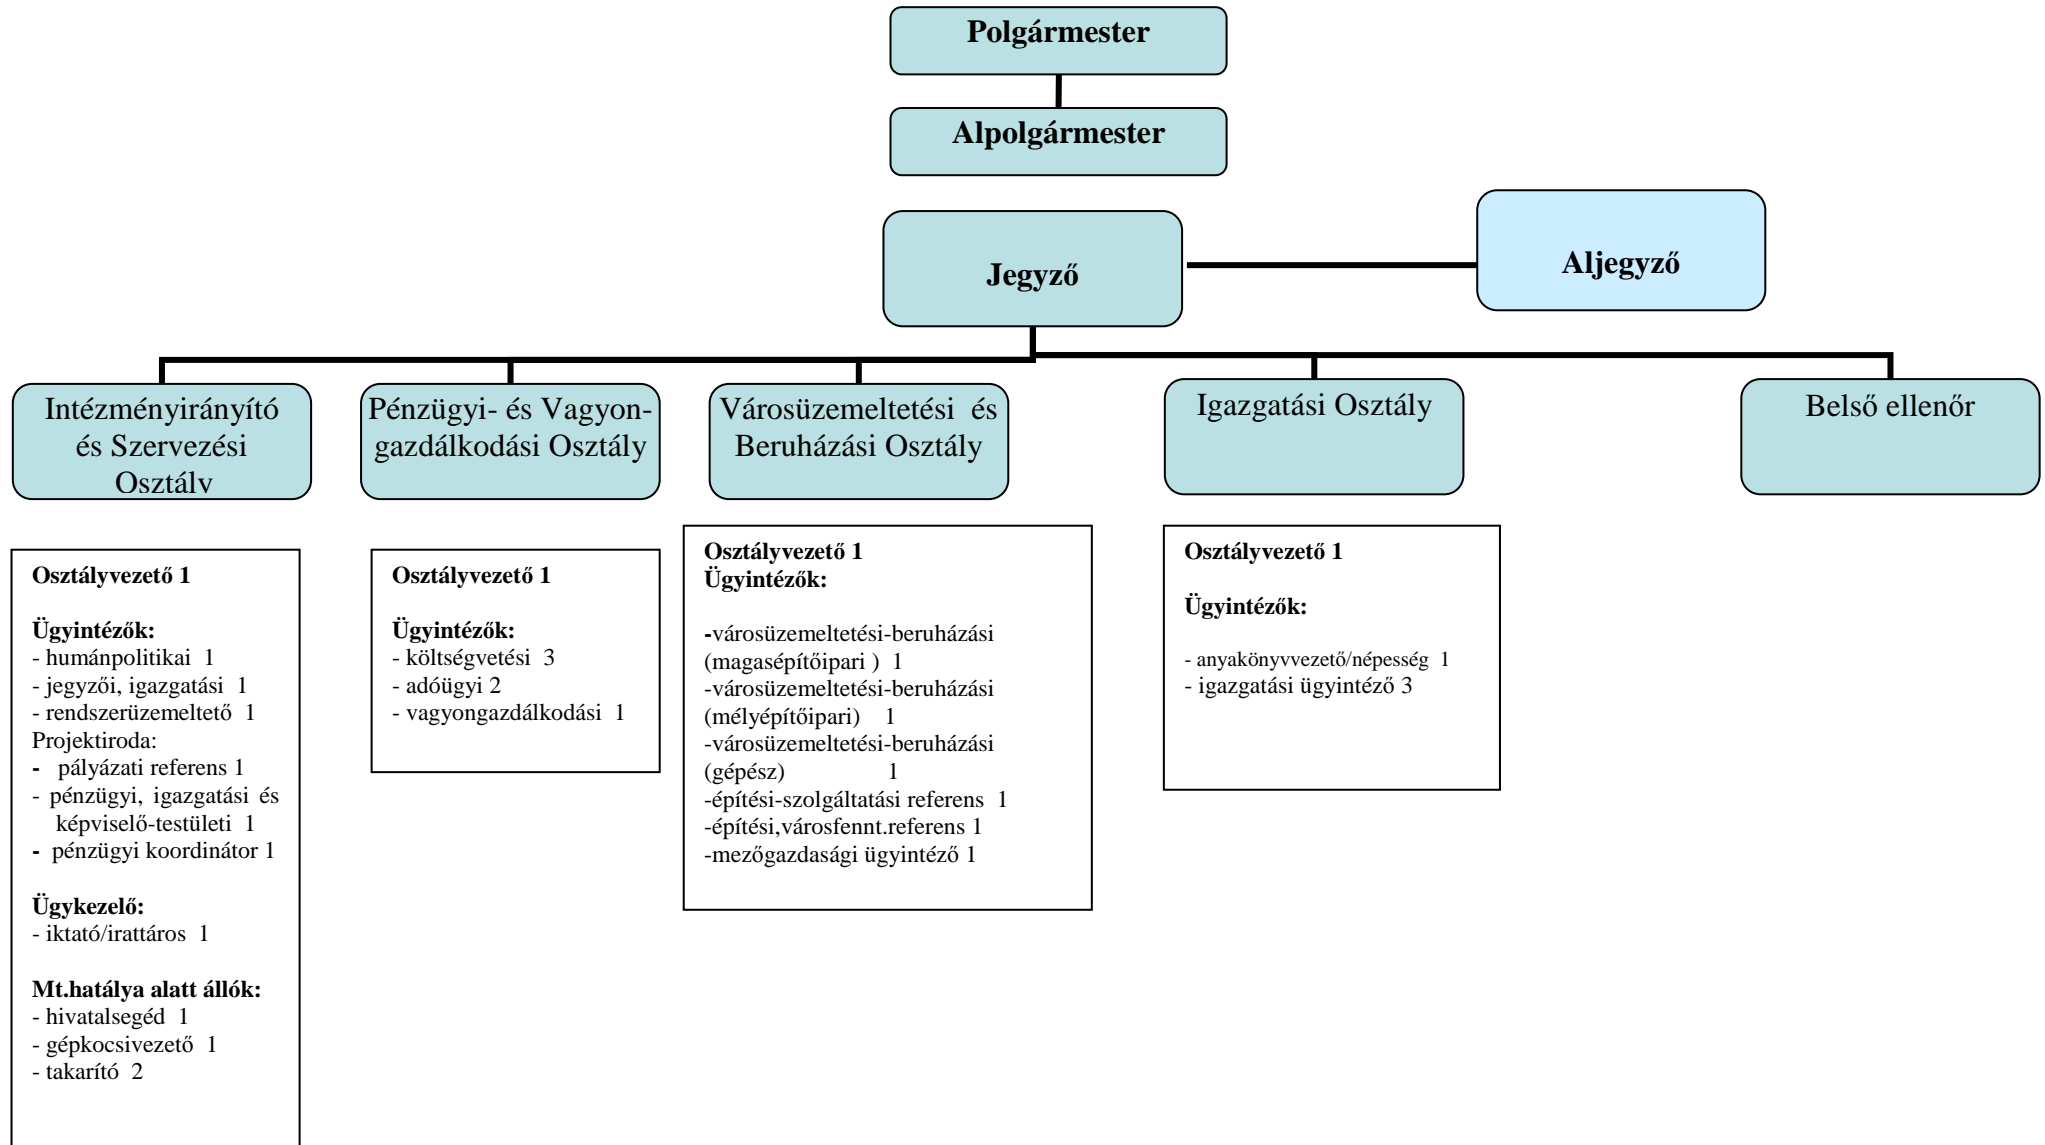 Polgármester
Alpolgármester
Jegyző
Aljegyző
Intézményirányító
és Szervezési
Osztály
Pénzügyi- és Vagyon-
gazdálkodási Osztály
Városüzemeltetési és
Beruházási Osztály
Igazgatási Osztály
Belső ellenőr
Osztályvezető 1
Ügyintézők:
- humánpolitikai 1
- jegyzői, igazgatási 1
- rendszerüzemeltető 1
Projektiroda:
- pályázati referens 1
- pénzügyi, igazgatási és
képviselő-testületi 1
- pénzügyi koordinátor 1
Ügykezelő:
- iktató/irattáros 1
Mt.hatálya alatt állók:
- hivatalsegéd 1
- gépkocsivezető 1
- takarító 2
Osztályvezető 1
Ügyintézők:
- költségvetési 3
- adóügyi 2
- vagyongazdálkodási 1
Osztályvezető 1
Ügyintézők:
-városüzemeltetési-beruházási
(magasépítőipari ) 1
-városüzemeltetési-beruházási
(mélyépítőipari) 1
-városüzemeltetési-beruházási
(gépész) 1
-építési-szolgáltatási referens 1
-építési,városfennt.referens 1
-mezőgazdasági ügyintéző 1
Osztályvezető 1
Ügyintézők:
- anyakönyvvezető/népesség 1
- igazgatási ügyintéző 3